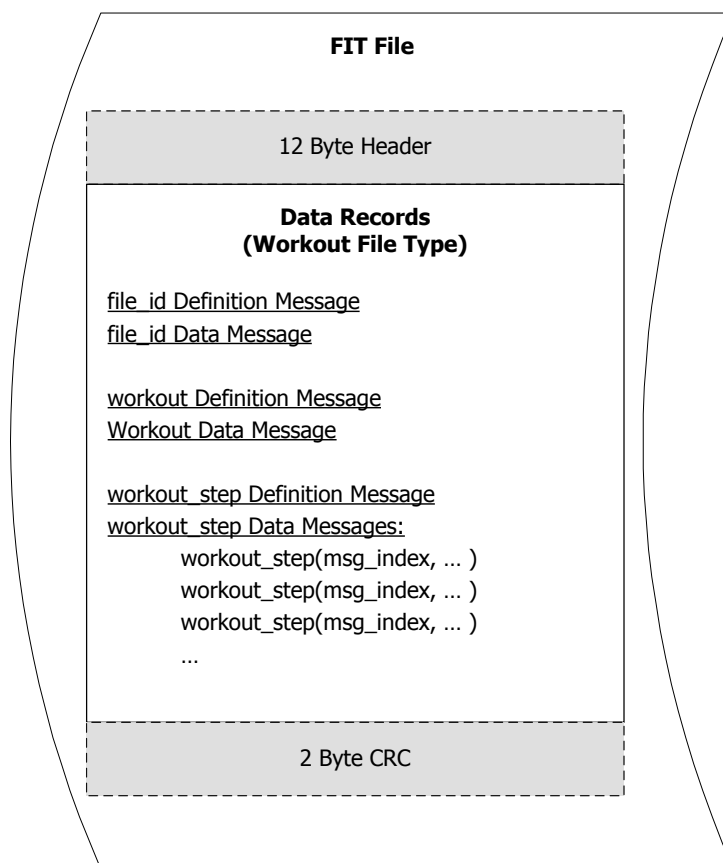 FIT File
12 Byte Header
Data Records
(Workout File Type)
file_id Definition Message
file_id Data Message
workout Definition Message
Workout Data Message
workout_step Definition Message
workout_step Data Messages:
workout_step(msg_index, … )
workout_step(msg_index, … )
workout_step(msg_index, … )
…
2 Byte CRC